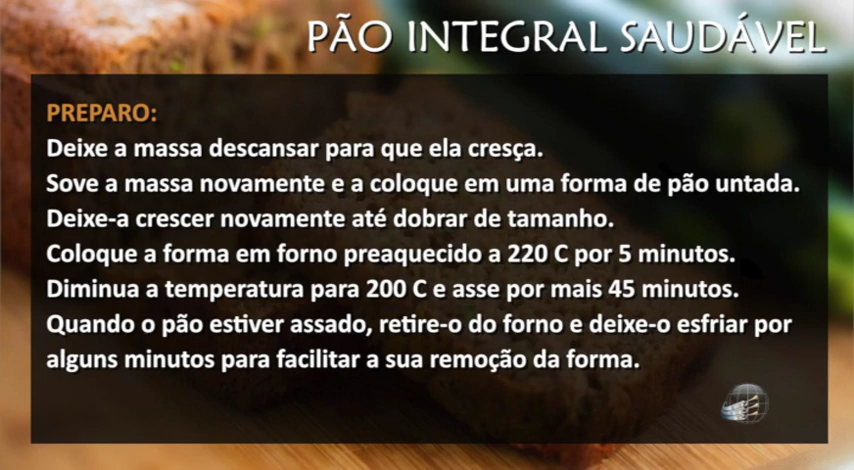 PÃO INTEGRAL SAUDÁVEL
PREPARO:
Deixe a massa descansar para que ela cresça.
Sove a massa novamente e a coloque em uma forma de pão untada.
Deixe-a crescer novamente até dobrar de tamanho.
Coloque a forma em forno preaquecido a 220 C por 5 minutos.
Diminua a temperatura para 200 C e asse por mais 45 minutos.
Quando o pão estiver assado, retire-o do forno e deixe-o esfriar por
alguns minutos para facilitar a sua remoção da forma.